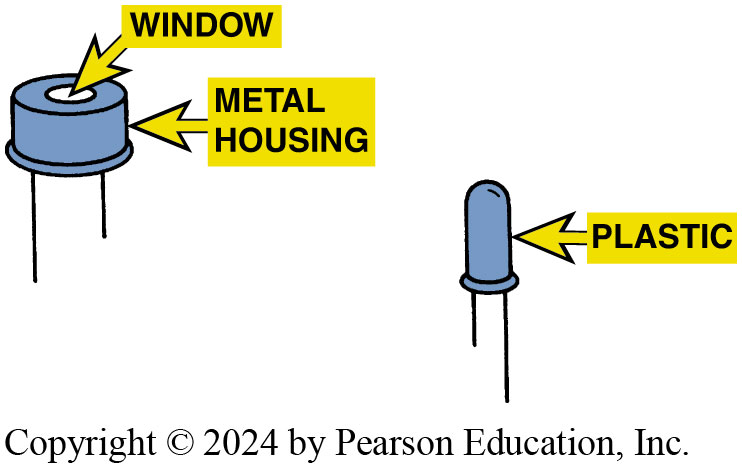 WINDOW
METAL
HOUSING
PLASTIC
Copyright © 2024 by Pearson Education, Inc.